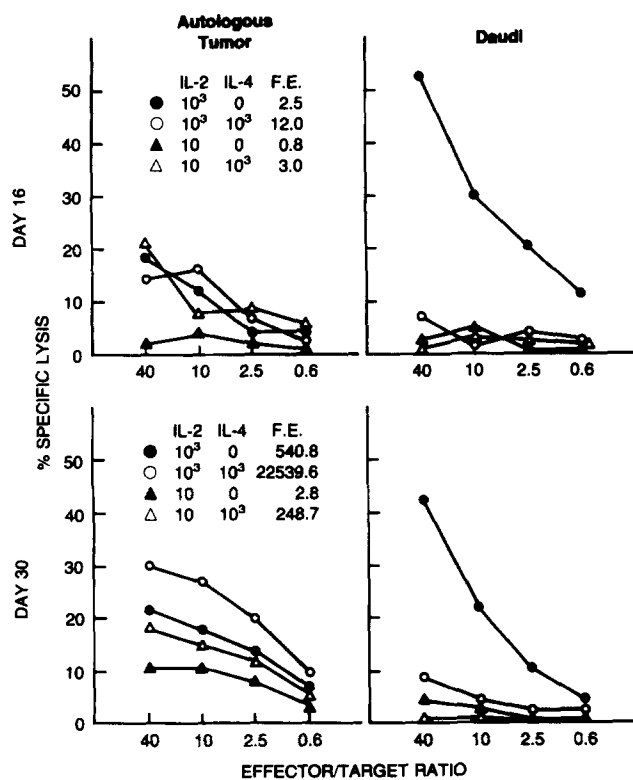 Autologous
Tumor
Daudi
IL-2 IL-4 F.E.
● 10³ 0 2.5
○ 10³ 10³ 12.0
▲ 10 0 0.8
△ 10 10³ 3.0
50
40
30
20
10
0
DAY 16
40 10 2.5 0.6
40 10 2.5 0.6
% SPECIFIC LYSIS
IL-2 IL-4 F.E.
● 10³ 0 540.8
○ 10³ 10³ 22539.6
▲ 10 0 2.8
△ 10 10³ 248.7
50
40
30
20
10
0
DAY 30
40 10 2.5 0.6
40 10 2.5 0.6
EFFECTOR/TARGET RATIO